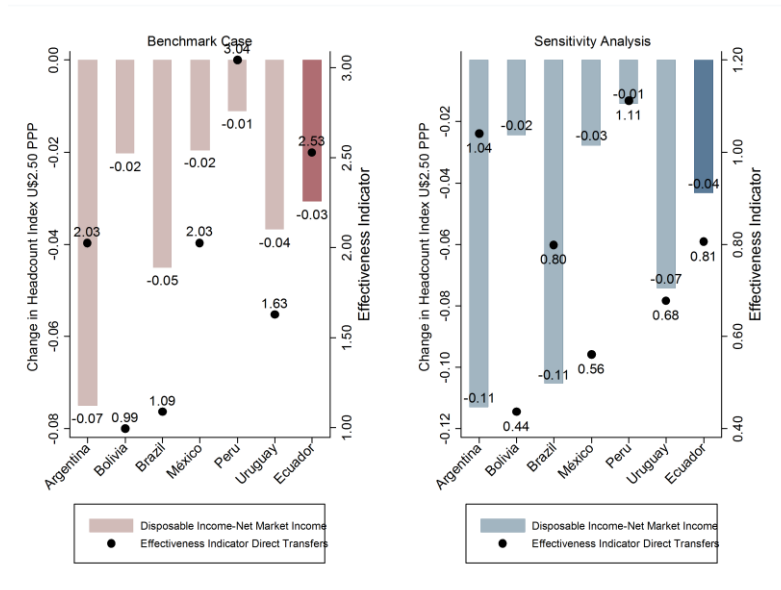 Benchmark Case
Change in Headcount Index U$2.50 PPP
0.00
-0.02
-0.04
-0.06
-0.08
3.04
-0.01
-0.02
-0.02
2.53
-0.03
2.03
2.03
-0.04
-0.05
1.63
-0.07
0.99
1.09
3.00
2.50
2.00
1.50
1.00
Effectiveness Indicator
Argentina
Bolivia
Brazil
México
Peru
Uruguay
Ecuador
Disposable Income-Net Market Income
Effectiveness Indicator Direct Transfers
Sensitivity Analysis
Change in Headcount Index U$2.50 PPP
-0.02
-0.04
-0.06
-0.08
-0.10
-0.12
-0.01
1.11
-0.02
-0.03
1.04
-0.04
0.80
0.81
-0.07
0.68
0.56
-0.11
-0.11
0.44
1.20
1.00
0.80
0.60
0.40
Effectiveness Indicator
Argentina
Bolivia
Brazil
México
Peru
Uruguay
Ecuador
Disposable Income-Net Market Income
Effectiveness Indicator Direct Transfers